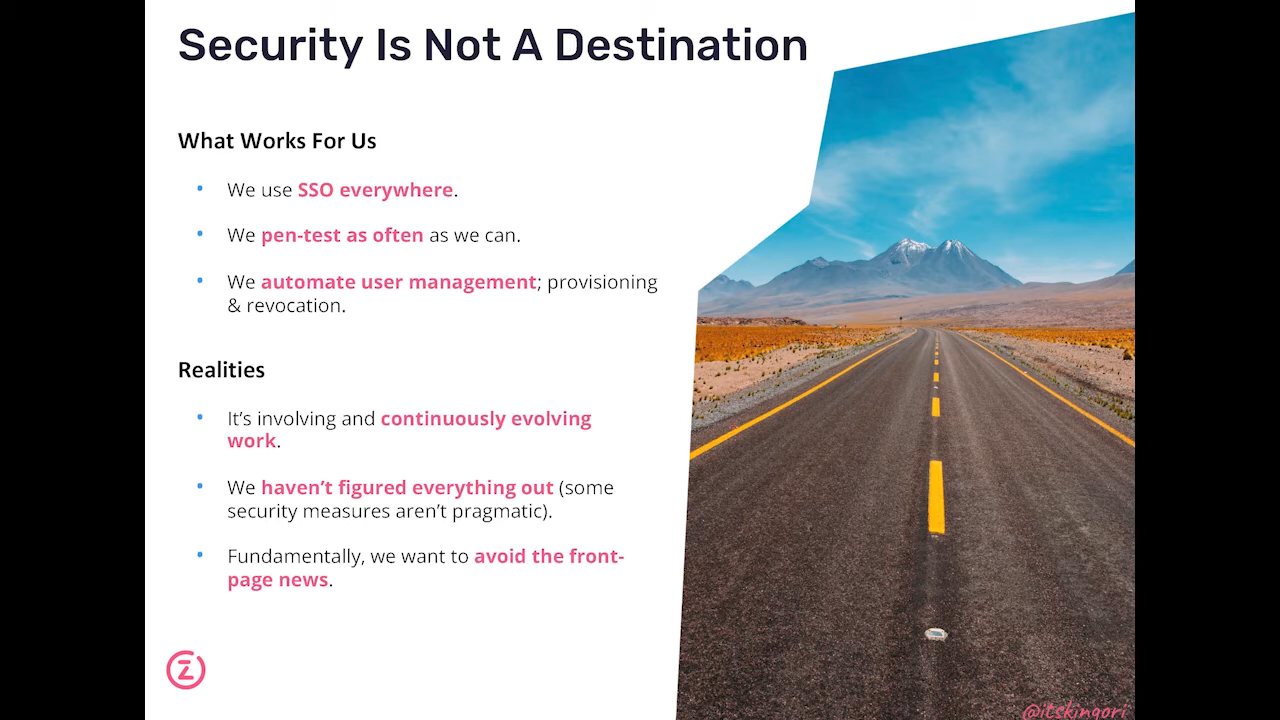 Security Is Not A Destination
What Works For Us
• We use SSO everywhere.
• We pen-test as often as we can.
• We automate user management; provisioning
& revocation.
Realities
• It’s involving and continuously evolving
work.
• We haven’t figured everything out (some
security measures aren’t pragmatic).
• Fundamentally, we want to avoid the front-
page news.
@itskingori